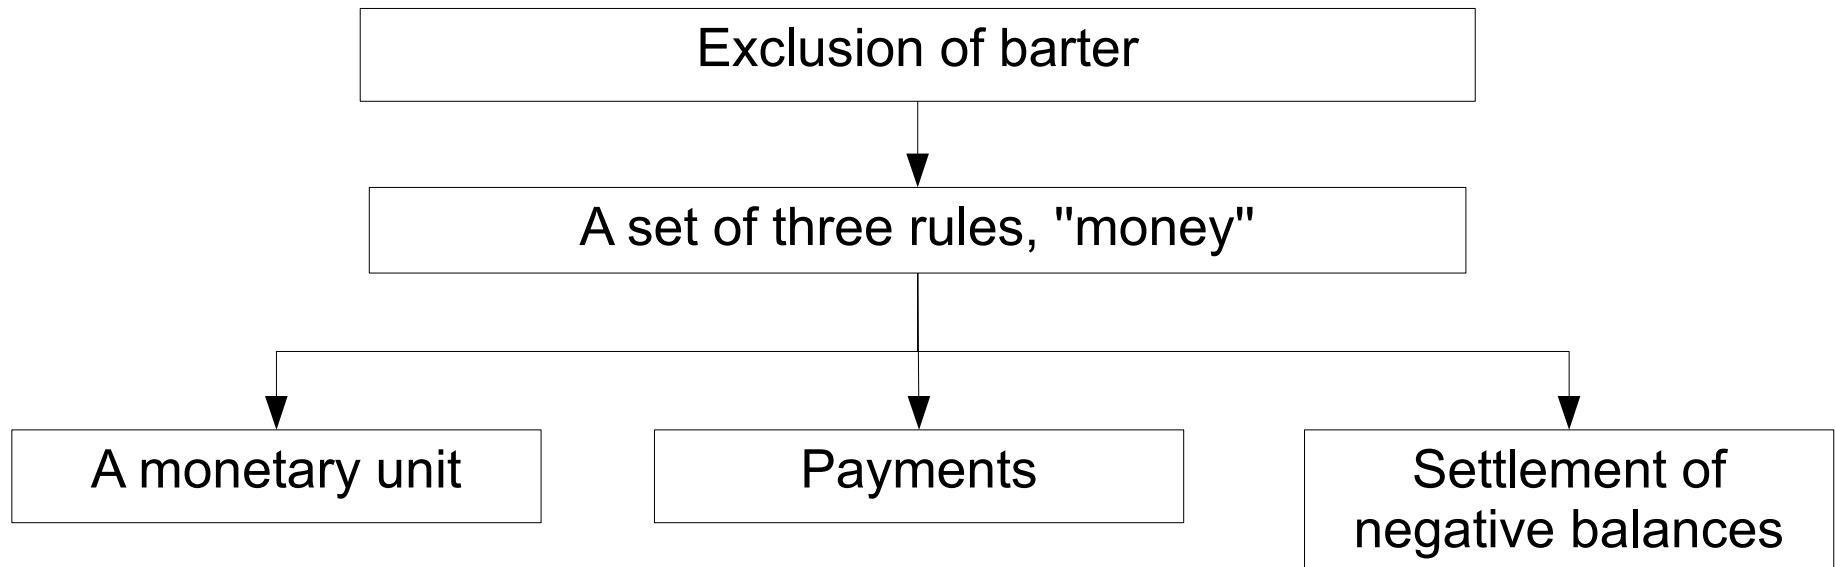 Exclusion of barter
A set of three rules, "money"
A monetary unit
Payments
Settlement of
negative balances